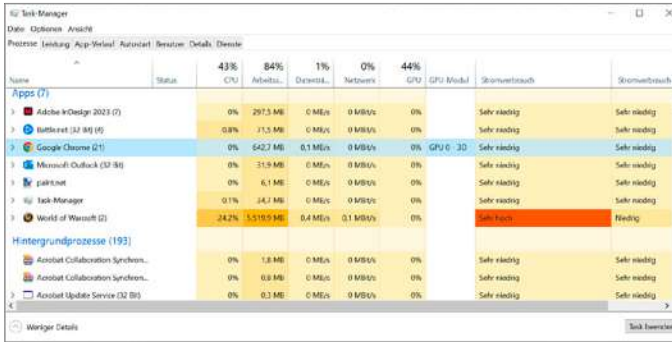 Task-Manager
Datei Optionen Ansicht
Prozesse Leistung App-Verlauf Autostart Benutzer Details Dienste
43% 84% 1% 0% 44%
Name Status CPU Arbeitss... Datenträ... Netzwerk GPU GPU-Modul Stromverbrauch Stromverbrauch
Apps (7)
Adobe InDesign 2023 (7) 0% 297,5 MB 0 MB/s 0 MBit/s 0% Sehr niedrig Sehr niedrig
Battle.net (32 Bit) (4) 0,8% 31,5 MB 0 MB/s 0 MBit/s 0% Sehr niedrig Sehr niedrig
Google Chrome (21) 0% 642,7 MB 0,1 MB/s 0 MBit/s 0% GPU 0 - 3D Sehr niedrig Sehr niedrig
Microsoft Outlook (32-Bit) 0% 31,9 MB 0 MB/s 0 MBit/s 0% Sehr niedrig Sehr niedrig
paint.net 0% 6,1 MB 0 MB/s 0 MBit/s 0% Sehr niedrig Sehr niedrig
Task-Manager 0,1% 34,7 MB 0 MB/s 0 MBit/s 0% Sehr niedrig Sehr niedrig
World of Warcraft (2) 24,2% 5.519,9 MB 0,4 MB/s 0,1 MBit/s 0% Sehr hoch Niedrig
Hintergrundprozesse (193)
Acrobat Collaboration Synchron... 0% 1,8 MB 0 MB/s 0 MBit/s 0% Sehr niedrig Sehr niedrig
Acrobat Collaboration Synchron... 0% 0,8 MB 0 MB/s 0 MBit/s 0% Sehr niedrig Sehr niedrig
Acrobat Update Service (32 Bit) 0% 0,3 MB 0 MB/s 0 MBit/s 0% Sehr niedrig Sehr niedrig
Weniger Details
Task beenden